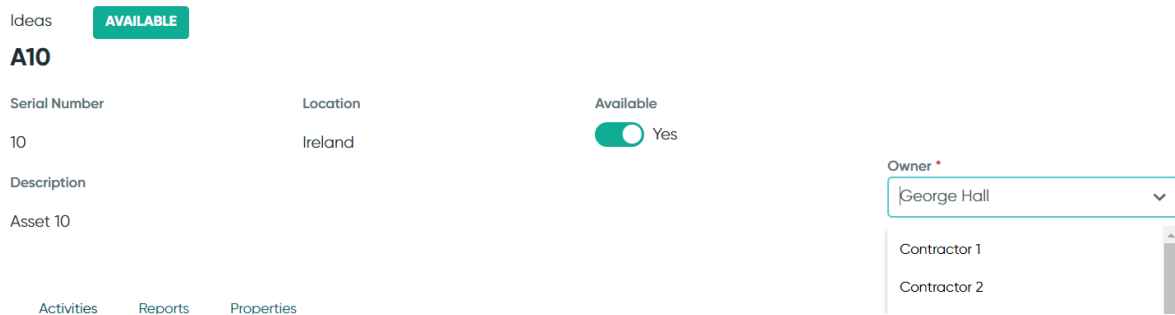 Ideas AVAILABLE
A10
Serial Number Location Available
10 Ireland Yes
Owner *
Description
George Hall
Asset 10
Contractor 1
Contractor 2
Activities Reports Properties